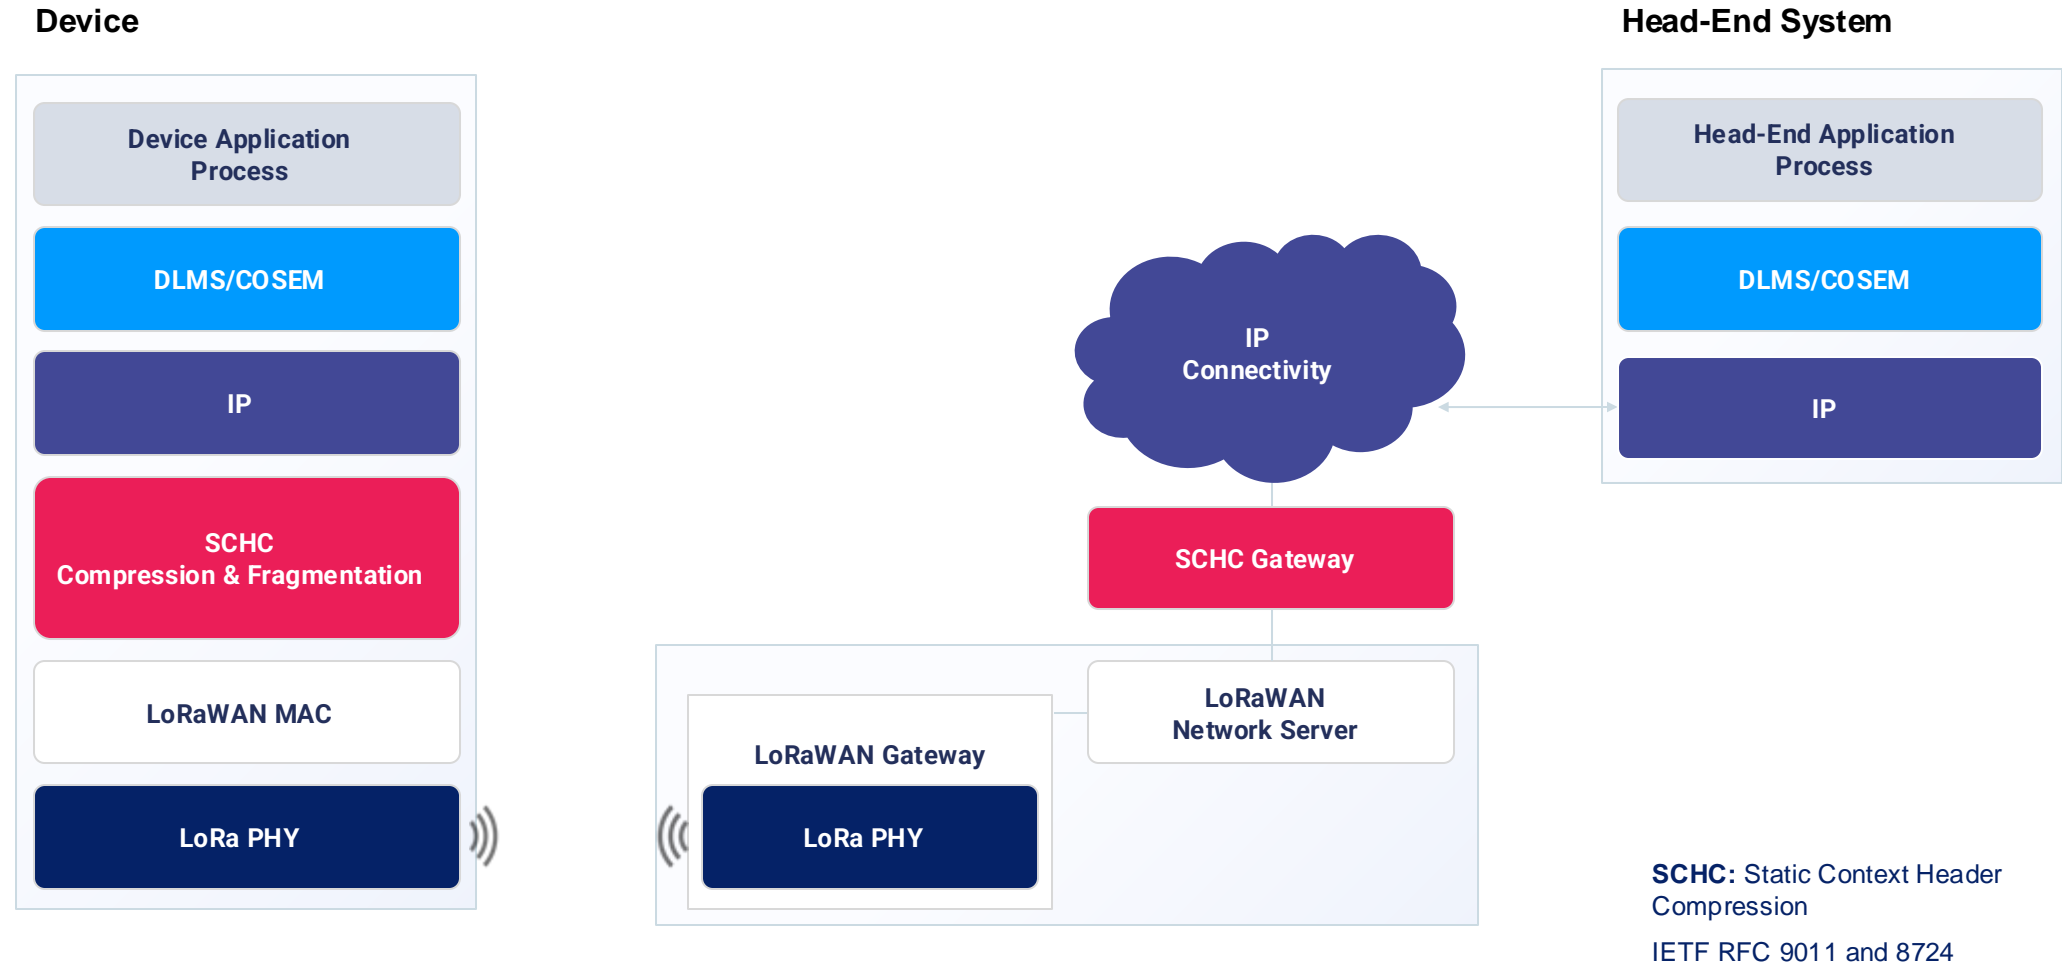 Device
Head-End System
Device Application
Process
DLMS/COSEM
IP
SCHC
Compression & Fragmentation
LoRaWAN MAC
LoRa PHY
IP
Connectivity
SCHC Gateway
LoRaWAN
Network Server
LoRaWAN Gateway
LoRa PHY
Head-End Application
Process
DLMS/COSEM
IP
SCHC: Static Context Header
Compression
IETF RFC 9011 and 8724